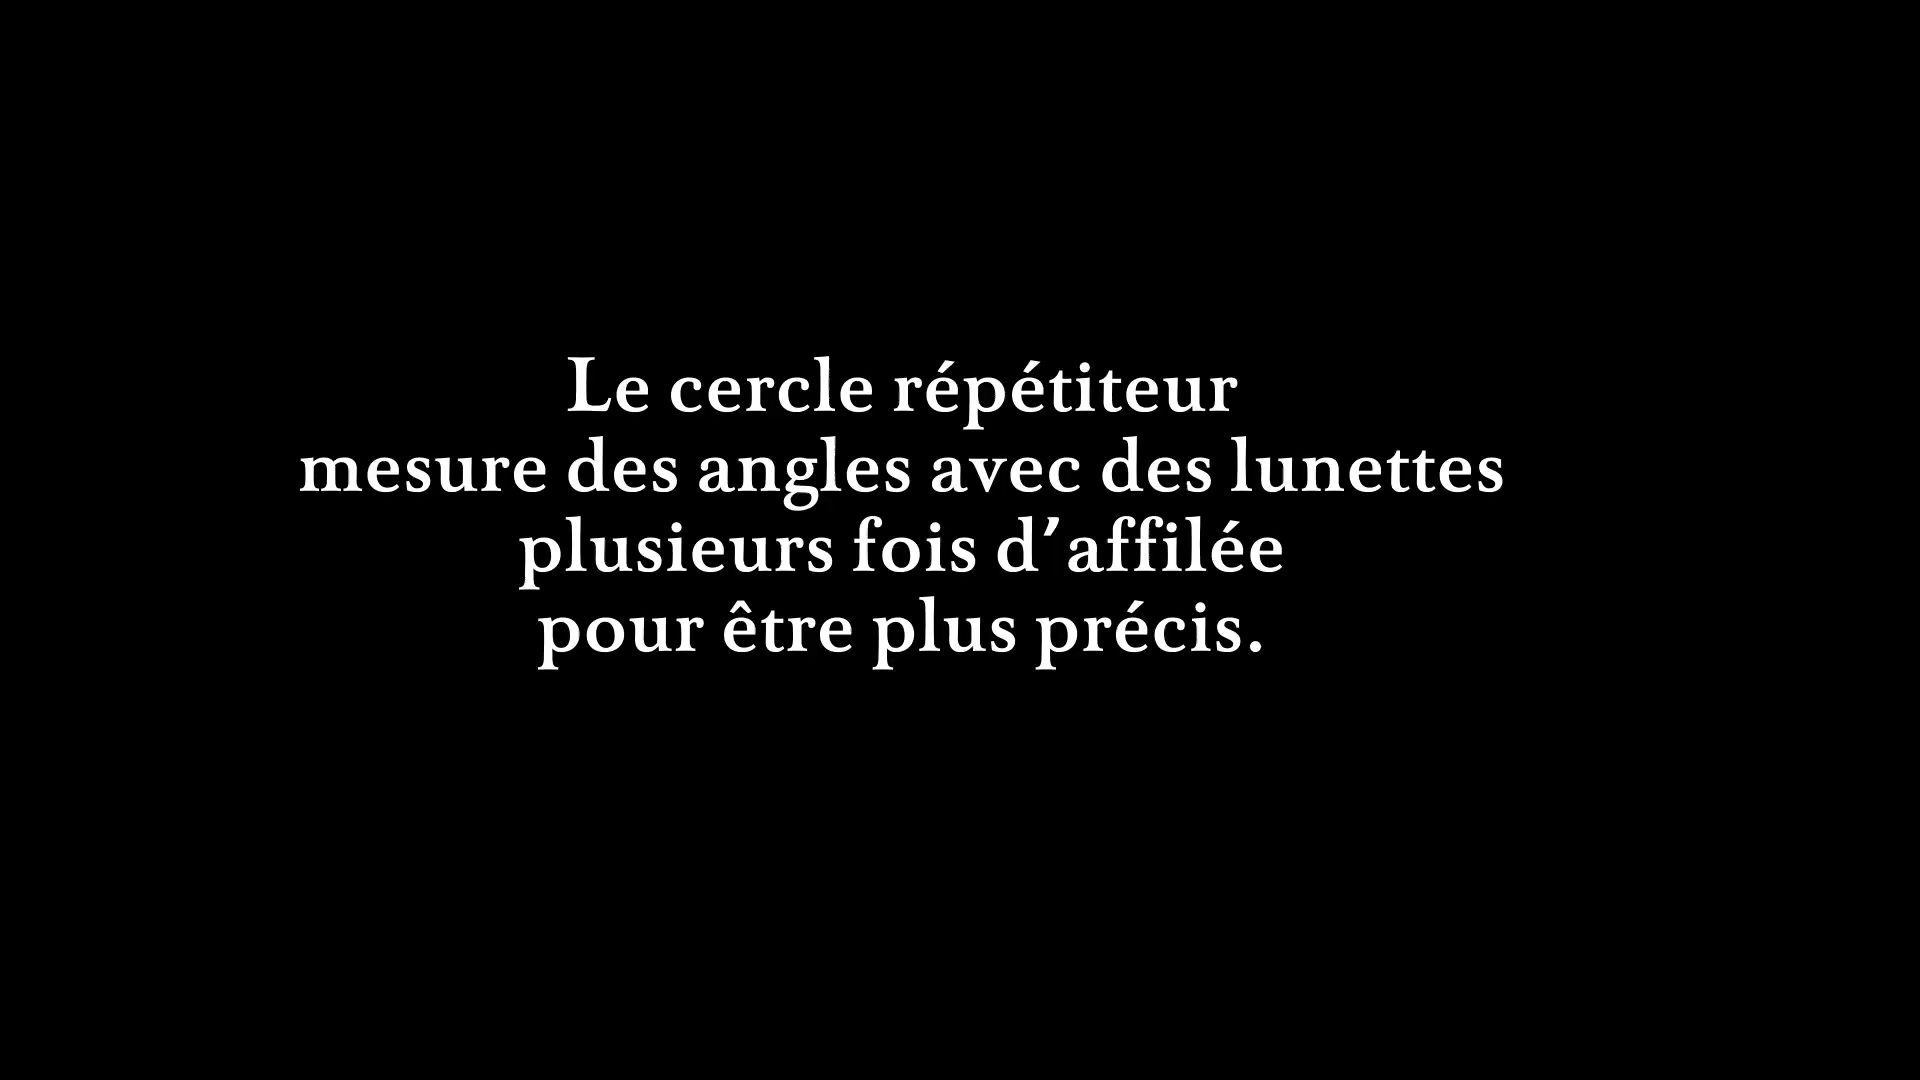 Le cercle répétiteur
mesure des angles avec des lunettes
plusieurs fois d’affilée
pour être plus précis.